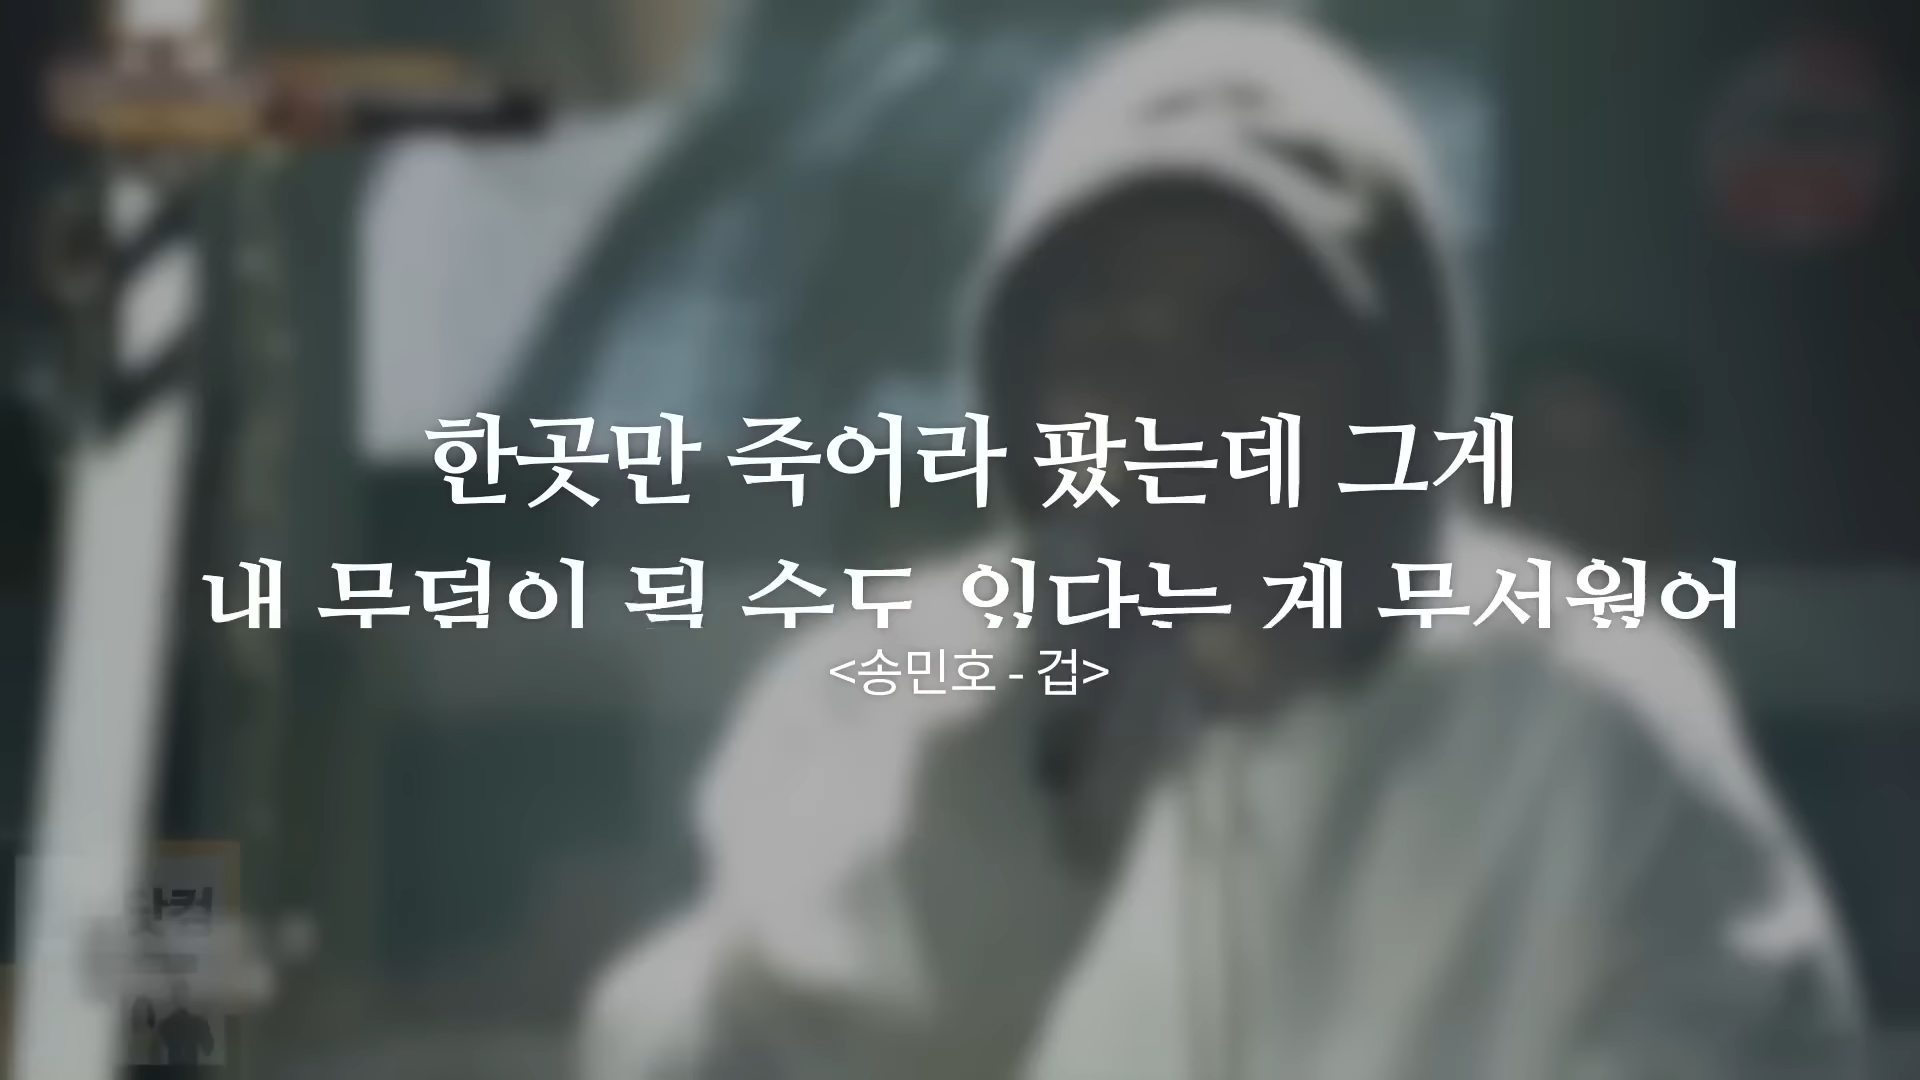 한곳만 죽어라 팠는데 그게
내 무덤이 될 수도 있다는 게 무서웠어
<송민호 - 겁>